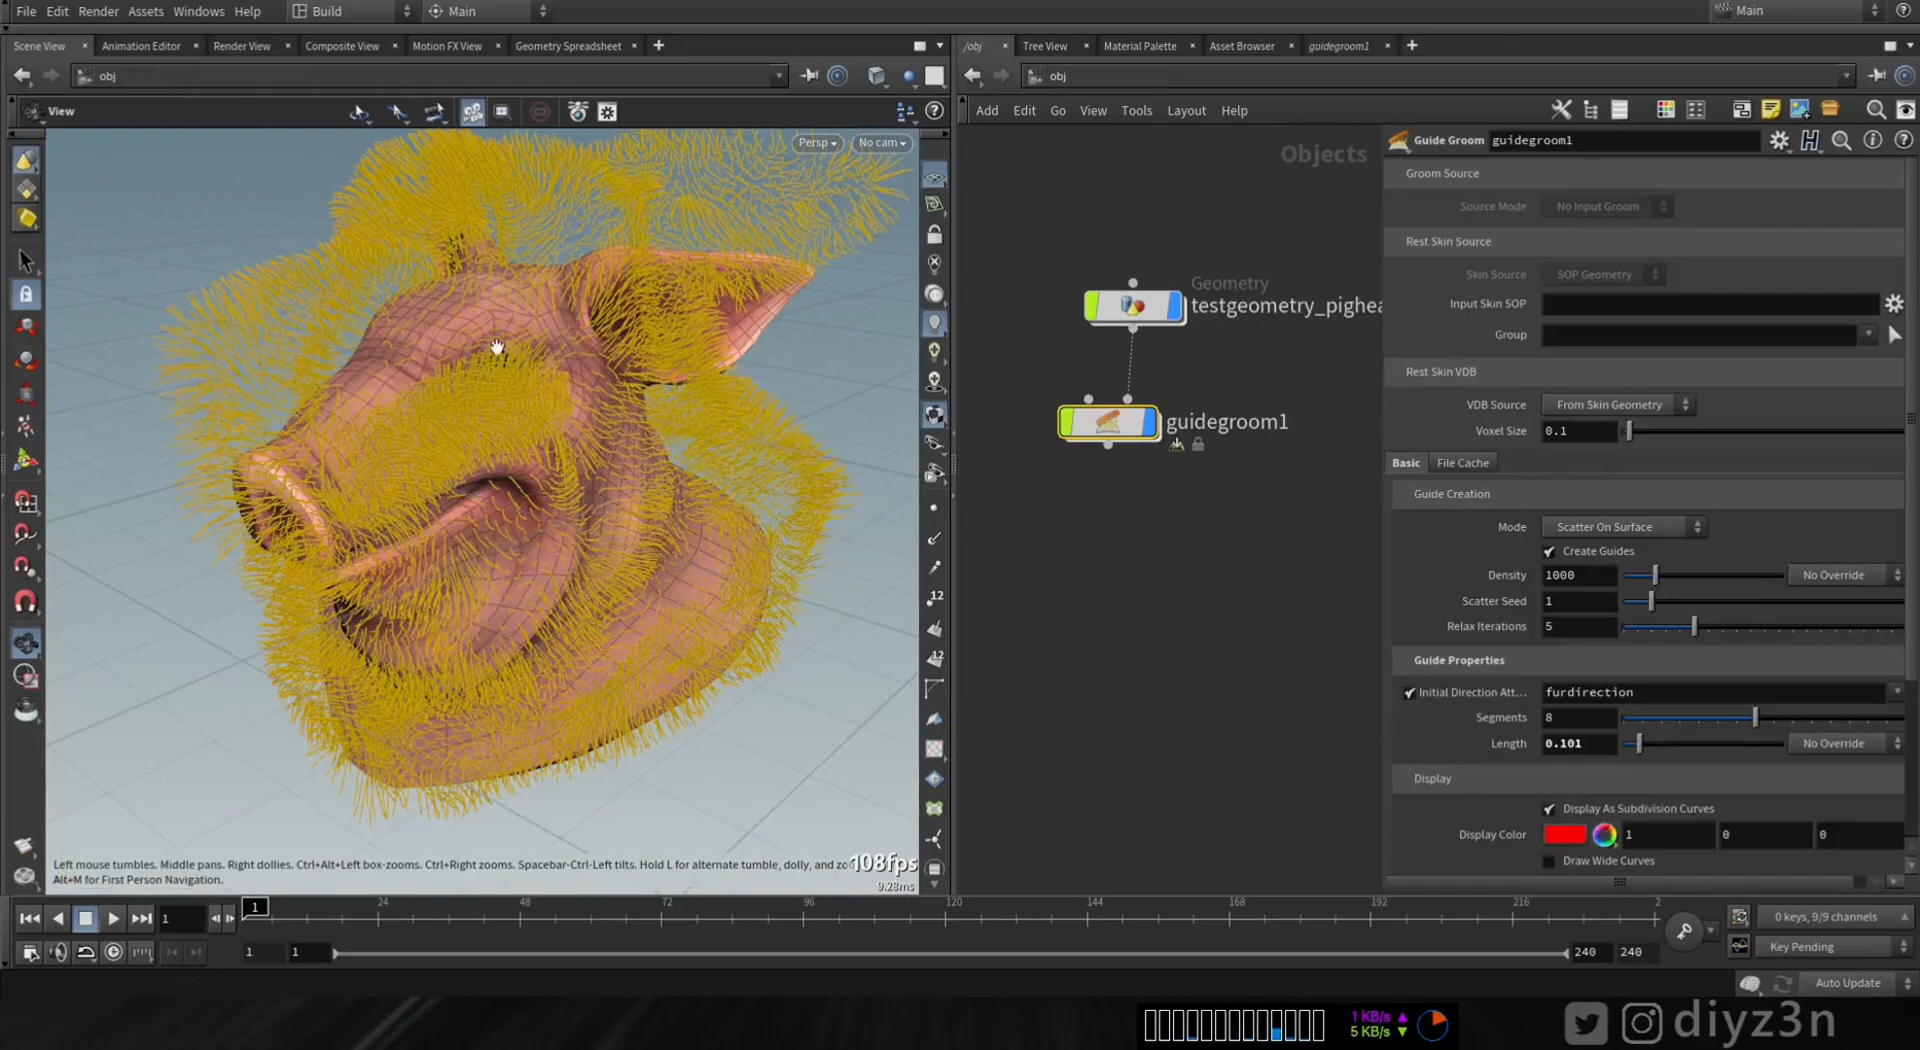 File Edit Render Assets Windows Help Build Main Main
Scene View Animation Editor Render View Composite View Motion FX View Geometry Spreadsheet
/obj Tree View Material Palette Asset Browser guidegroom1
obj
obj
View
Persp No cam
Add Edit Go View Tools Layout Help
Objects
Geometry
testgeometry_pighea
guidegroom1
Guide Groom guidegroom1
Groom Source
Source Mode No Input Groom
Rest Skin Source
Skin Source SOP Geometry
Input Skin SOP
Group
Rest Skin VDB
VDB Source From Skin Geometry
Voxel Size 0.1
Basic File Cache
Guide Creation
Mode Scatter On Surface
Create Guides
Density 1000 No Override
Scatter Seed 1
Relax Iterations 5
Guide Properties
Initial Direction Att... furdirection
Segments 8
Length 0.101 No Override
Display
Display As Subdivision Curves
Display Color 1 0 0
Draw Wide Curves
12
12
Left mouse tumbles. Middle pans. Right dollies. Ctrl+Alt+Left box-zooms. Ctrl+Right zooms. Spacebar-Ctrl-Left tilts. Hold L for alternate tumble, dolly, and zo
Alt+M for First Person Navigation.
108fps
9.28ms
1 1 24 48 72 96 120 144 168 192 216 2
0 keys, 9/9 channels
1 1 240 240
Key Pending
Auto Update
1 KB/s
5 KB/s
diyz3n